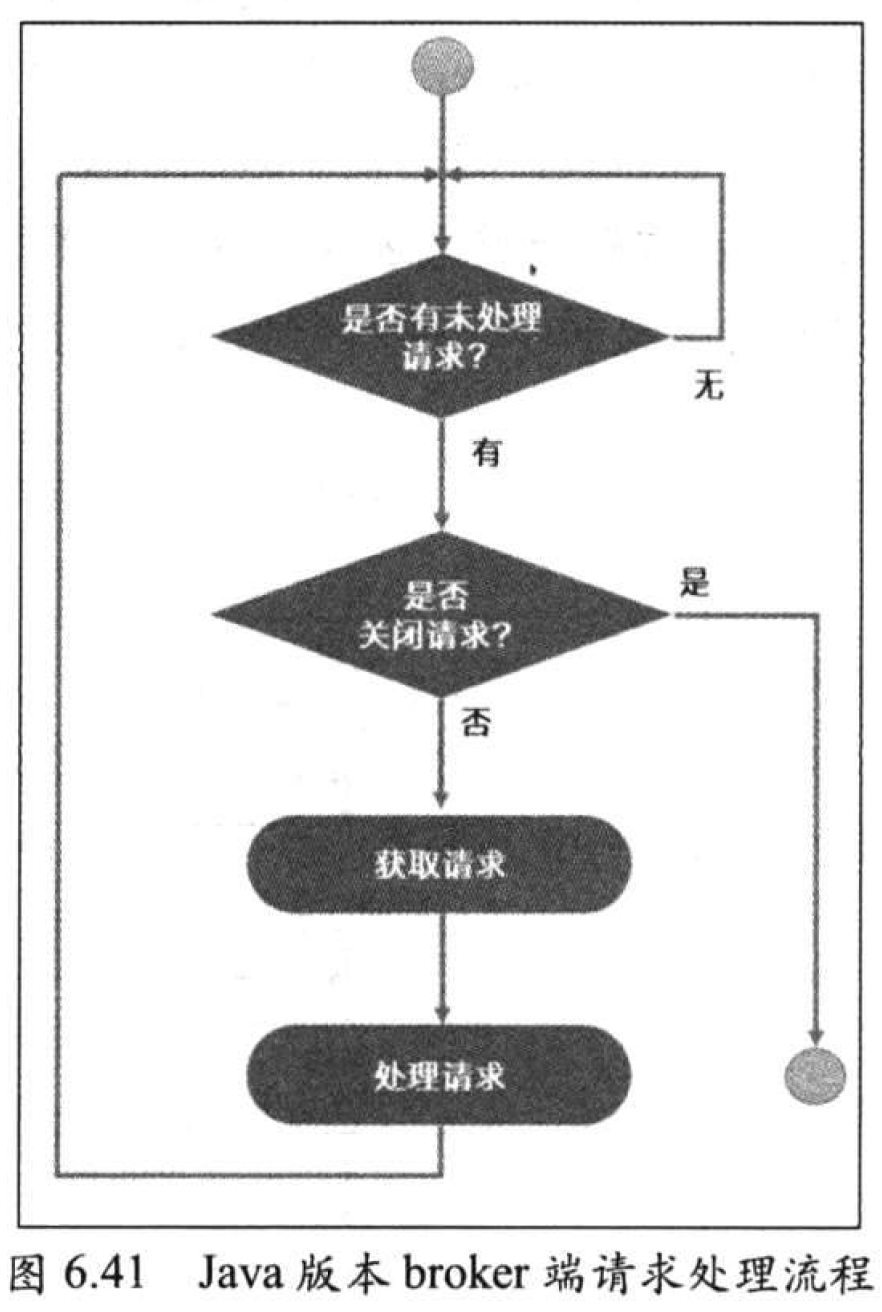 是否有未处理
请求?
无
有
是否
关闭请求?
是
否
获取请求
处理请求
图 6.41 Java 版本 broker 端请求处理流程